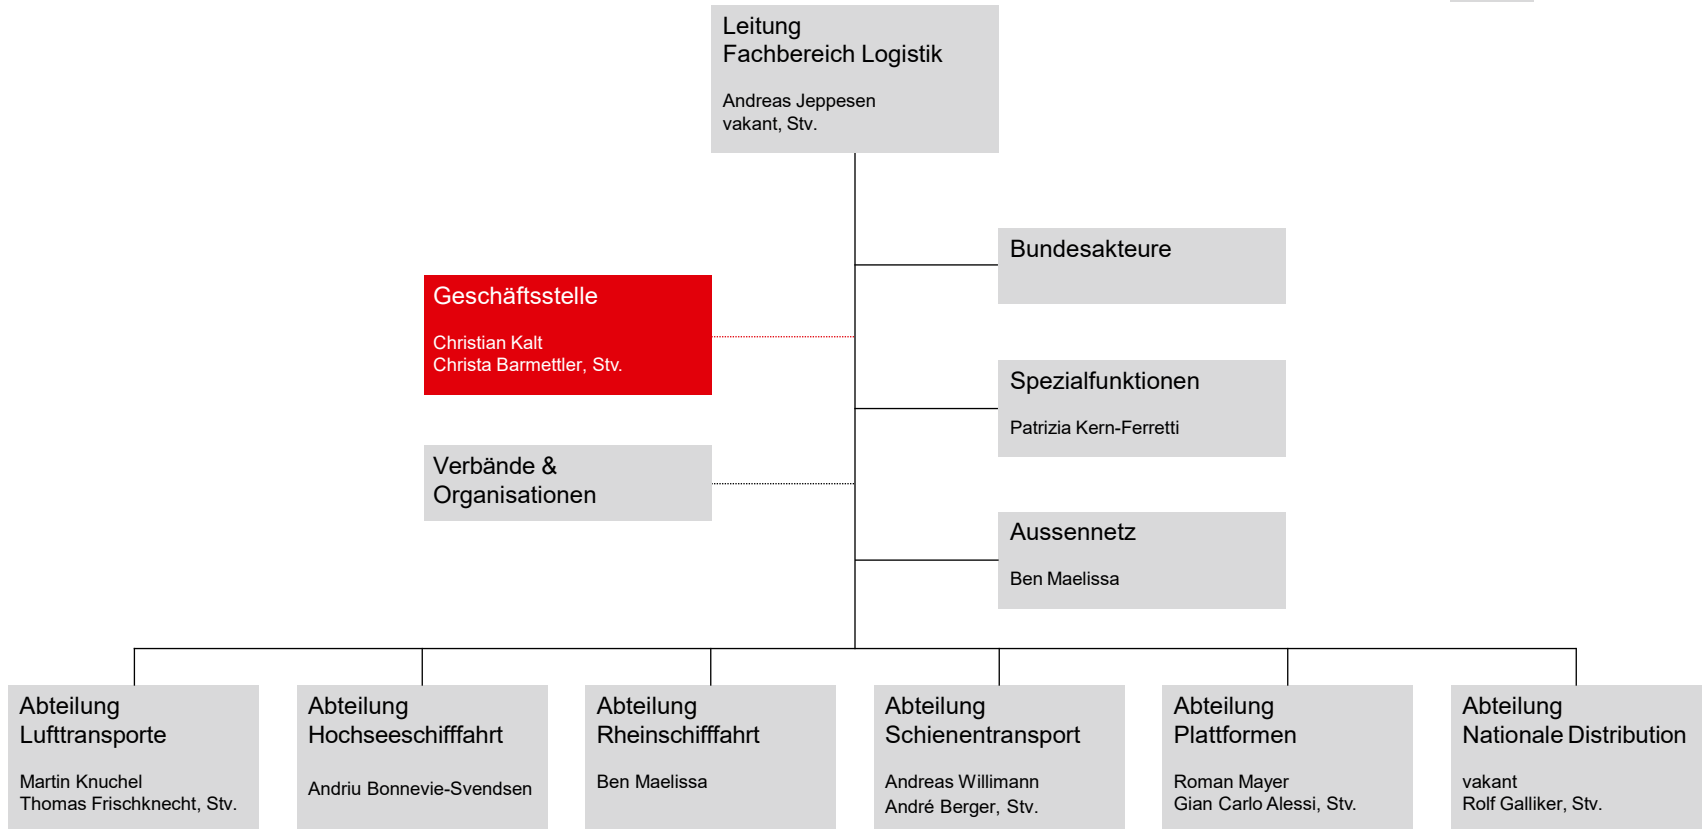 Leitung
Fachbereich Logistik
Andreas Jeppesen
vakant, Stv.
Bundesakteure
Geschäftsstelle
Christian Kalt
Christa Barmettler, Stv.
Spezialfunktionen
Patrizia Kern-Ferretti
Verbände &
Organisationen
Aussennetz
Ben Maelissa
Abteilung
Lufttransporte
Martin Knuchel
Thomas Frischknecht, Stv.
Abteilung
Hochseeschifffahrt
Andriu Bonnevie-Svendsen
Abteilung
Rheinschifffahrt
Ben Maelissa
Abteilung
Schienentransport
Andreas Willimann
André Berger, Stv.
Abteilung
Plattformen
Roman Mayer
Gian Carlo Alessi, Stv.
Abteilung
Nationale Distribution
vakant
Rolf Galliker, Stv.